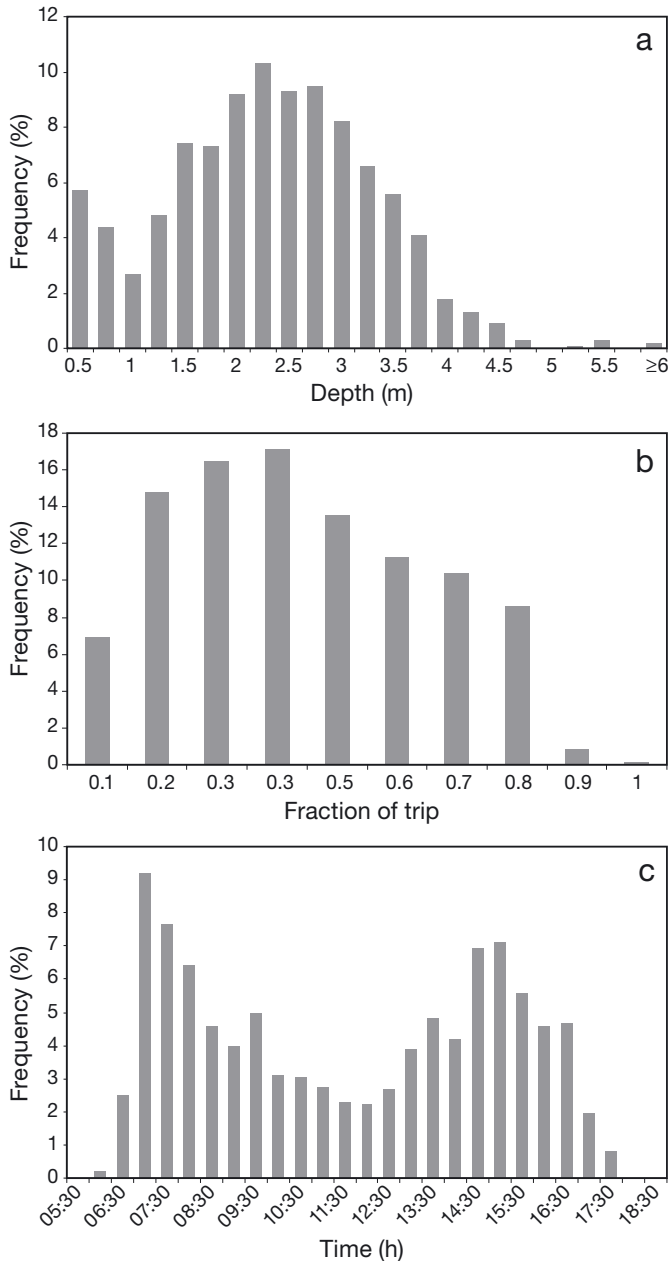 12
10
8
6
4
2
0
Frequency (%)
a
0.5 1 1.5 2 2.5 3 3.5 4 4.5 5 5.5 ≥6
Depth (m)
18
16
14
12
10
8
6
4
2
0
Frequency (%)
b
0.1 0.2 0.3 0.3 0.5 0.6 0.7 0.8 0.9 1
Fraction of trip
10
9
8
7
6
5
4
3
2
1
0
Frequency (%)
c
05:30 06:30 07:30 08:30 09:30 10:30 11:30 12:30 13:30 14:30 15:30 16:30 17:30 18:30
Time (h)